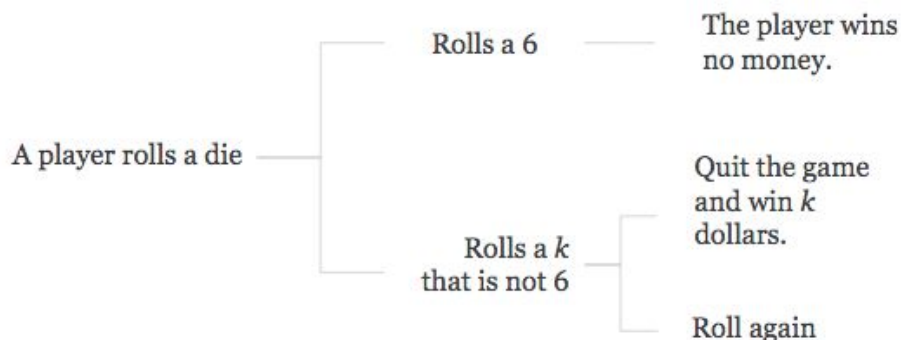 Rolls a 6
The player wins
no money.
A player rolls a die
Quit the game
and win k
dollars.
Rolls a k
that is not 6
Roll again